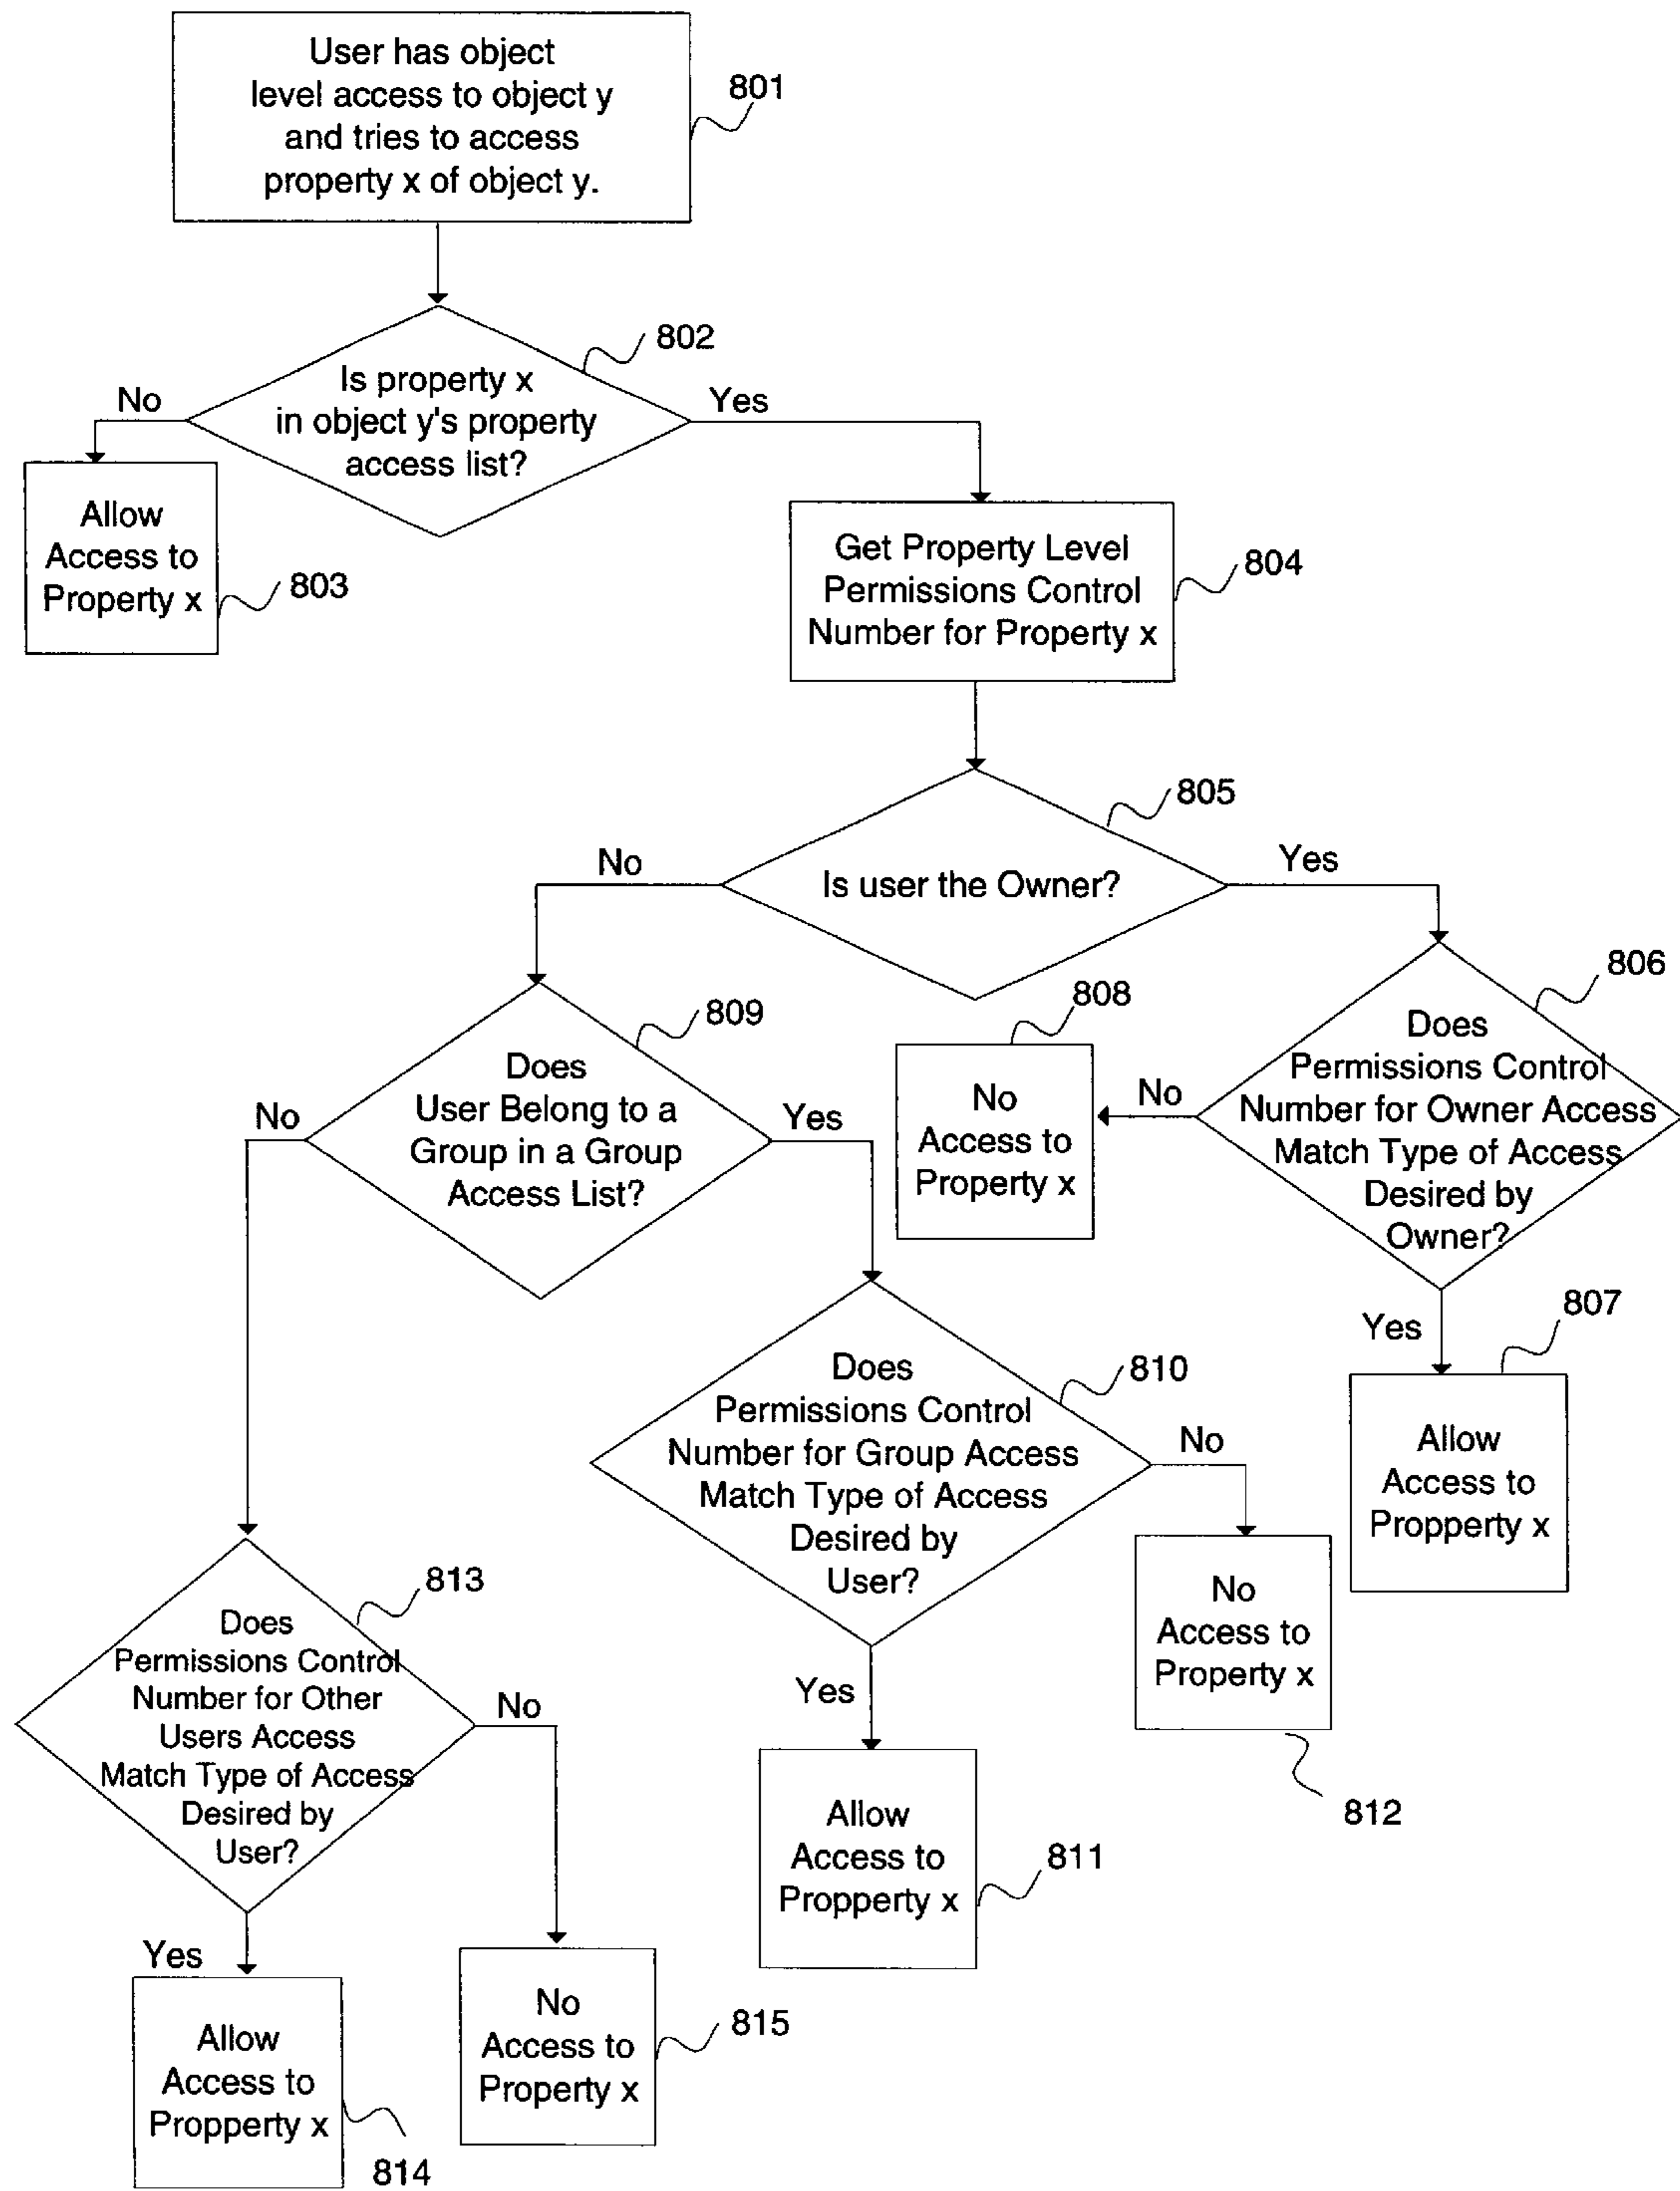 User has object
level access to object y
and tries to access
property x of object y.
801
802
Is property x
in object y's property
access list?
No
Yes
Allow
Access to
Property x
803
Get Property Level
Permissions Control
Number for Property x
804
805
Is user the Owner?
No
Yes
806
Does
Permissions Control
Number for Owner Access
Match Type of Access
Desired by
Owner?
No
808
No
Access to
Property x
Yes
807
Allow
Access to
Propperty x
809
Does
User Belong to a
Group in a Group
Access List?
No
Yes
810
Does
Permissions Control
Number for Group Access
Match Type of Access
Desired by
User?
No
No
Access to
Property x
812
Yes
Allow
Access to
Propperty x
811
813
Does
Permissions Control
Number for Other
Users Access
Match Type of Access
Desired by
User?
No
Yes
Allow
Access to
Propperty x
814
No
Access to
Property x
815